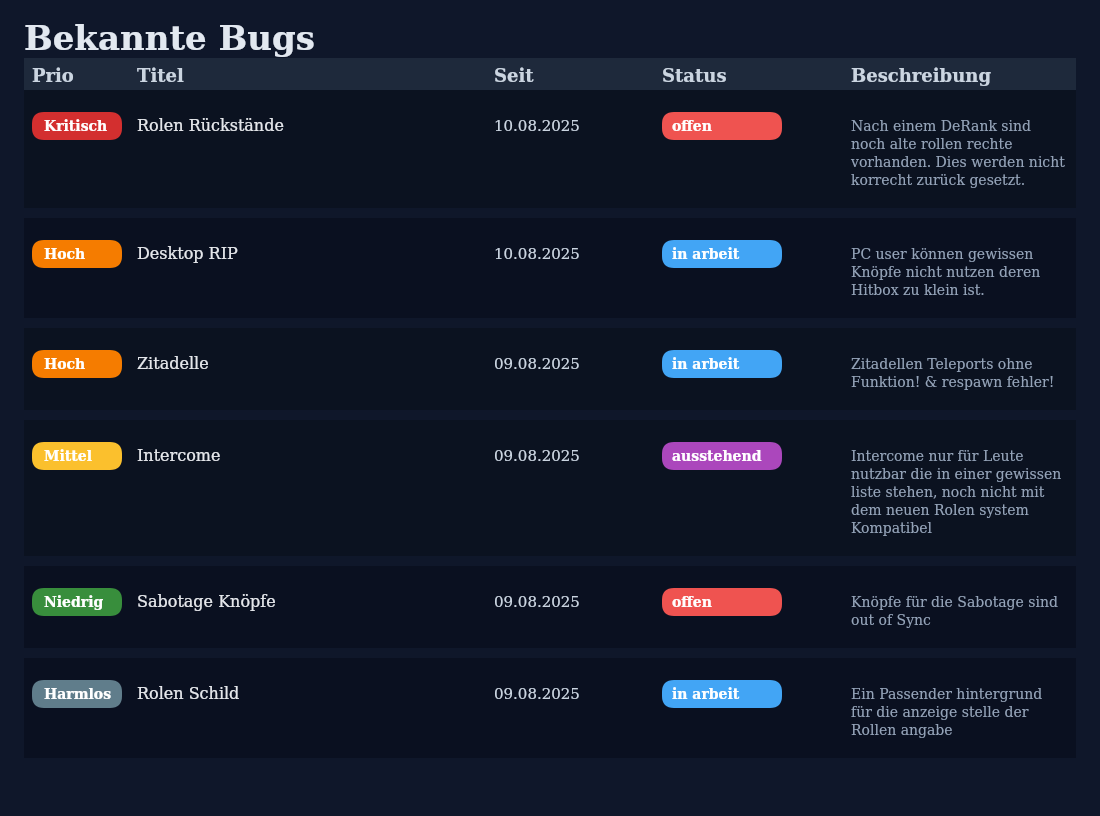 Bekannte Bugs
Prio Titel Seit Status Beschreibung
Kritisch Rolen Rückstände 10.08.2025 offen Nach einem DeRank sind
noch alte rollen rechte
vorhanden. Dies werden nicht
korrecht zurück gesetzt.
Hoch Desktop RIP 10.08.2025 in arbeit PC user können gewissen
Knöpfe nicht nutzen deren
Hitbox zu klein ist.
Hoch Zitadelle 09.08.2025 in arbeit Zitadellen Teleports ohne
Funktion! & respawn fehler!
Mittel Intercome 09.08.2025 ausstehend Intercome nur für Leute
nutzbar die in einer gewissen
liste stehen, noch nicht mit
dem neuen Rolen system
Kompatibel
Niedrig Sabotage Knöpfe 09.08.2025 offen Knöpfe für die Sabotage sind
out of Sync
Harmlos Rolen Schild 09.08.2025 in arbeit Ein Passender hintergrund
für die anzeige stelle der
Rollen angabe